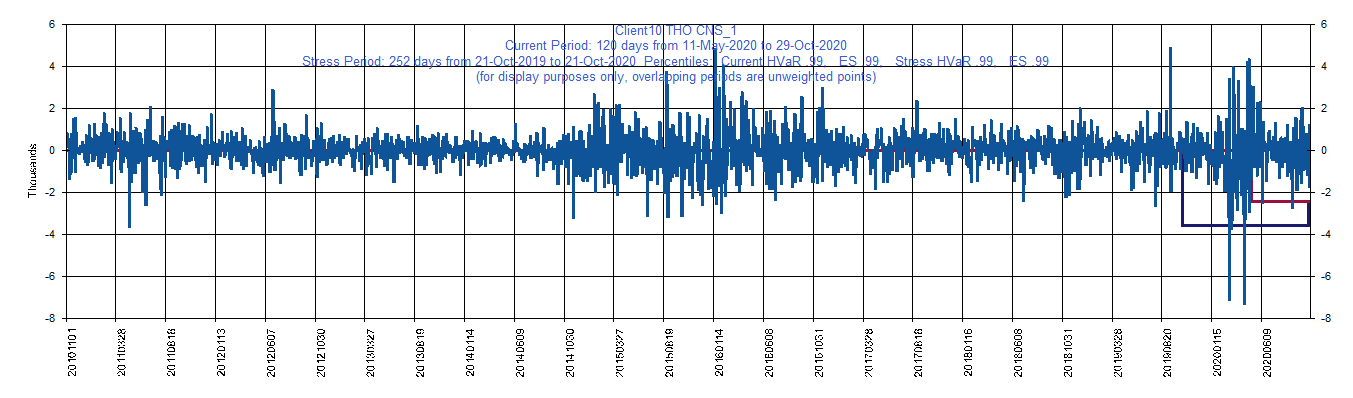 Client10 THO CNS_1
Current Period: 120 days from 11-May-2020 to 29-Oct-2020
Stress Period: 252 days from 21-Oct-2019 to 21-Oct-2020 Percentiles: Current HVaR .99, ES .99, Stress HVaR .99, ES .99
(for display purposes only, overlapping periods are unweighted points)
6 6
4 4
2 2
0 0
-2 -2
-4 -4
-6 -6
-8 -8
Thousands
20101101 20110328 20110818 20120113 20120607 20121030 20130327 20130819 20140114 20140609 20141030 20150327 20150819 20160114 20160608 20161031 20170328 20170818 20180116 20180608 20181031 20190328 20190820 20200115 20200609